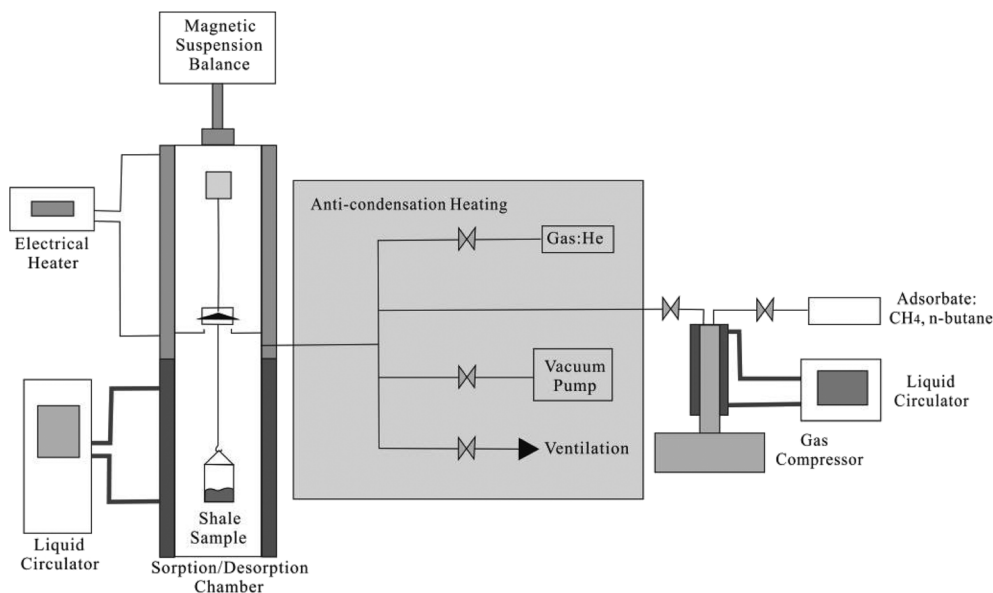 Magnetic
Suspension
Balance
Electrical
Heater
Anti-condensation Heating
Gas:He
Adsorbate:
CH4, n-butane
Vacuum
Pump
Liquid
Circulator
Gas
Compressor
Ventilation
Shale
Sample
Liquid
Circulator
Sorption/Desorption
Chamber